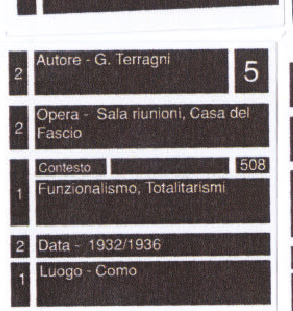 2 Autore - G. Terragni 5
2 Opera - Sala riunioni, Casa del
Fascio
Contesto 508
1 Funzionalismo, Totalitarismi
2 Data - 1932/1936
1 Luogo - Como